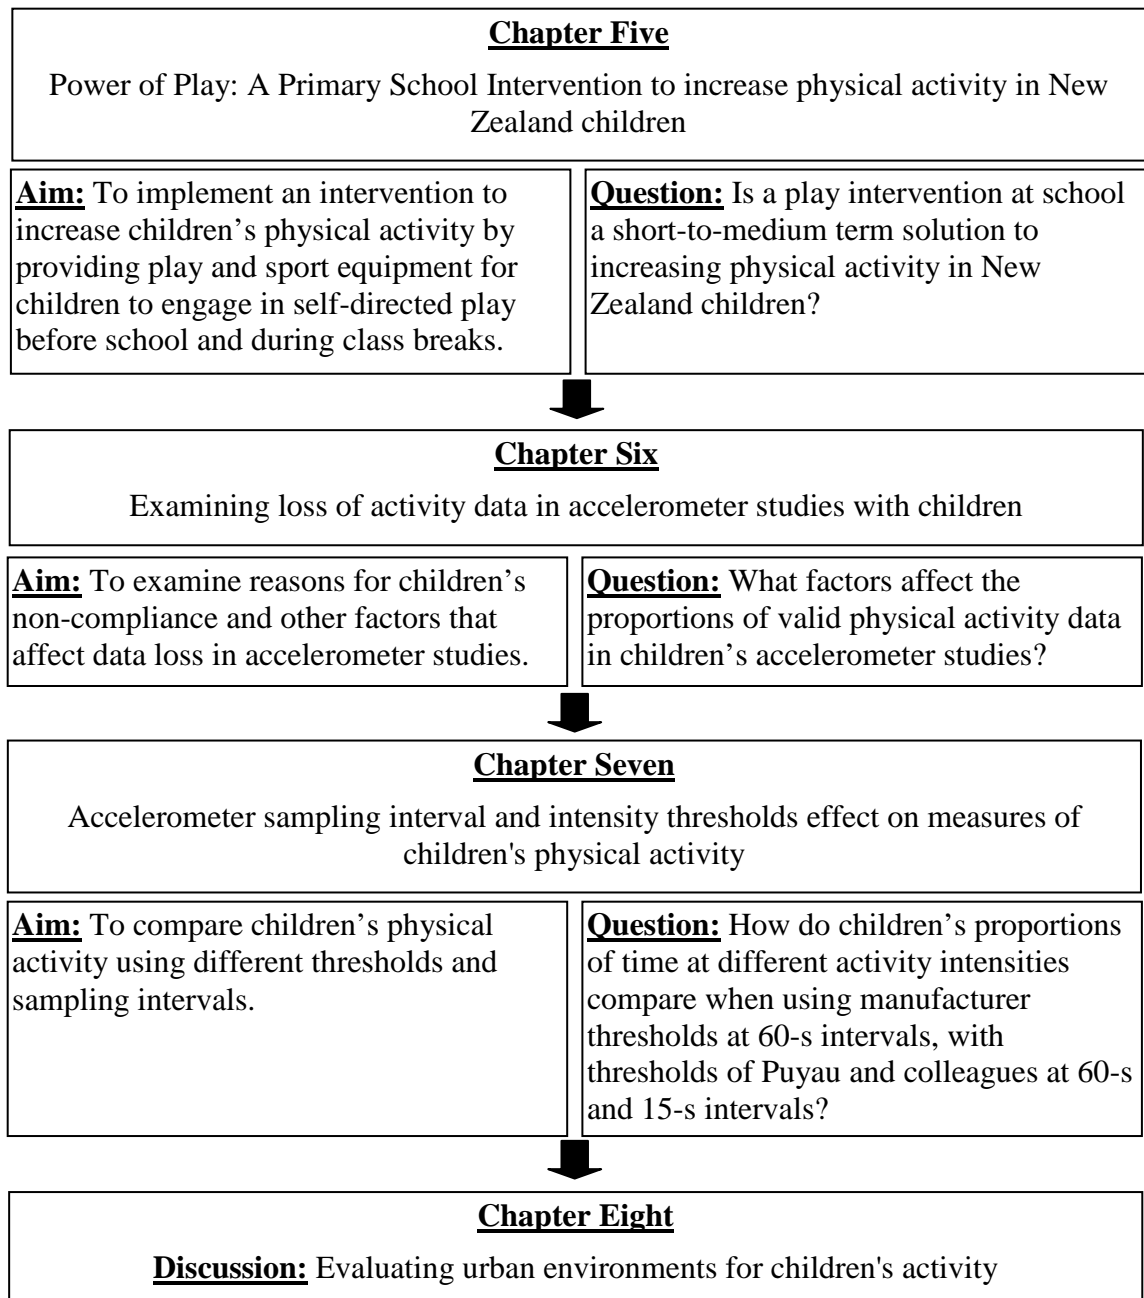 Chapter Five
Power of Play: A Primary School Intervention to increase physical activity in New
Zealand children
Aim: To implement an intervention to
increase children’s physical activity by
providing play and sport equipment for
children to engage in self-directed play
before school and during class breaks.
Question: Is a play intervention at school
a short-to-medium term solution to
increasing physical activity in New
Zealand children?
Chapter Six
Examining loss of activity data in accelerometer studies with children
Aim: To examine reasons for children’s
non-compliance and other factors that
affect data loss in accelerometer studies.
Question: What factors affect the
proportions of valid physical activity data
in children’s accelerometer studies?
Chapter Seven
Accelerometer sampling interval and intensity thresholds effect on measures of
children's physical activity
Aim: To compare children’s physical
activity using different thresholds and
sampling intervals.
Question: How do children’s proportions
of time at different activity intensities
compare when using manufacturer
thresholds at 60-s intervals, with
thresholds of Puyau and colleagues at 60-s
and 15-s intervals?
Chapter Eight
Discussion: Evaluating urban environments for children's activity